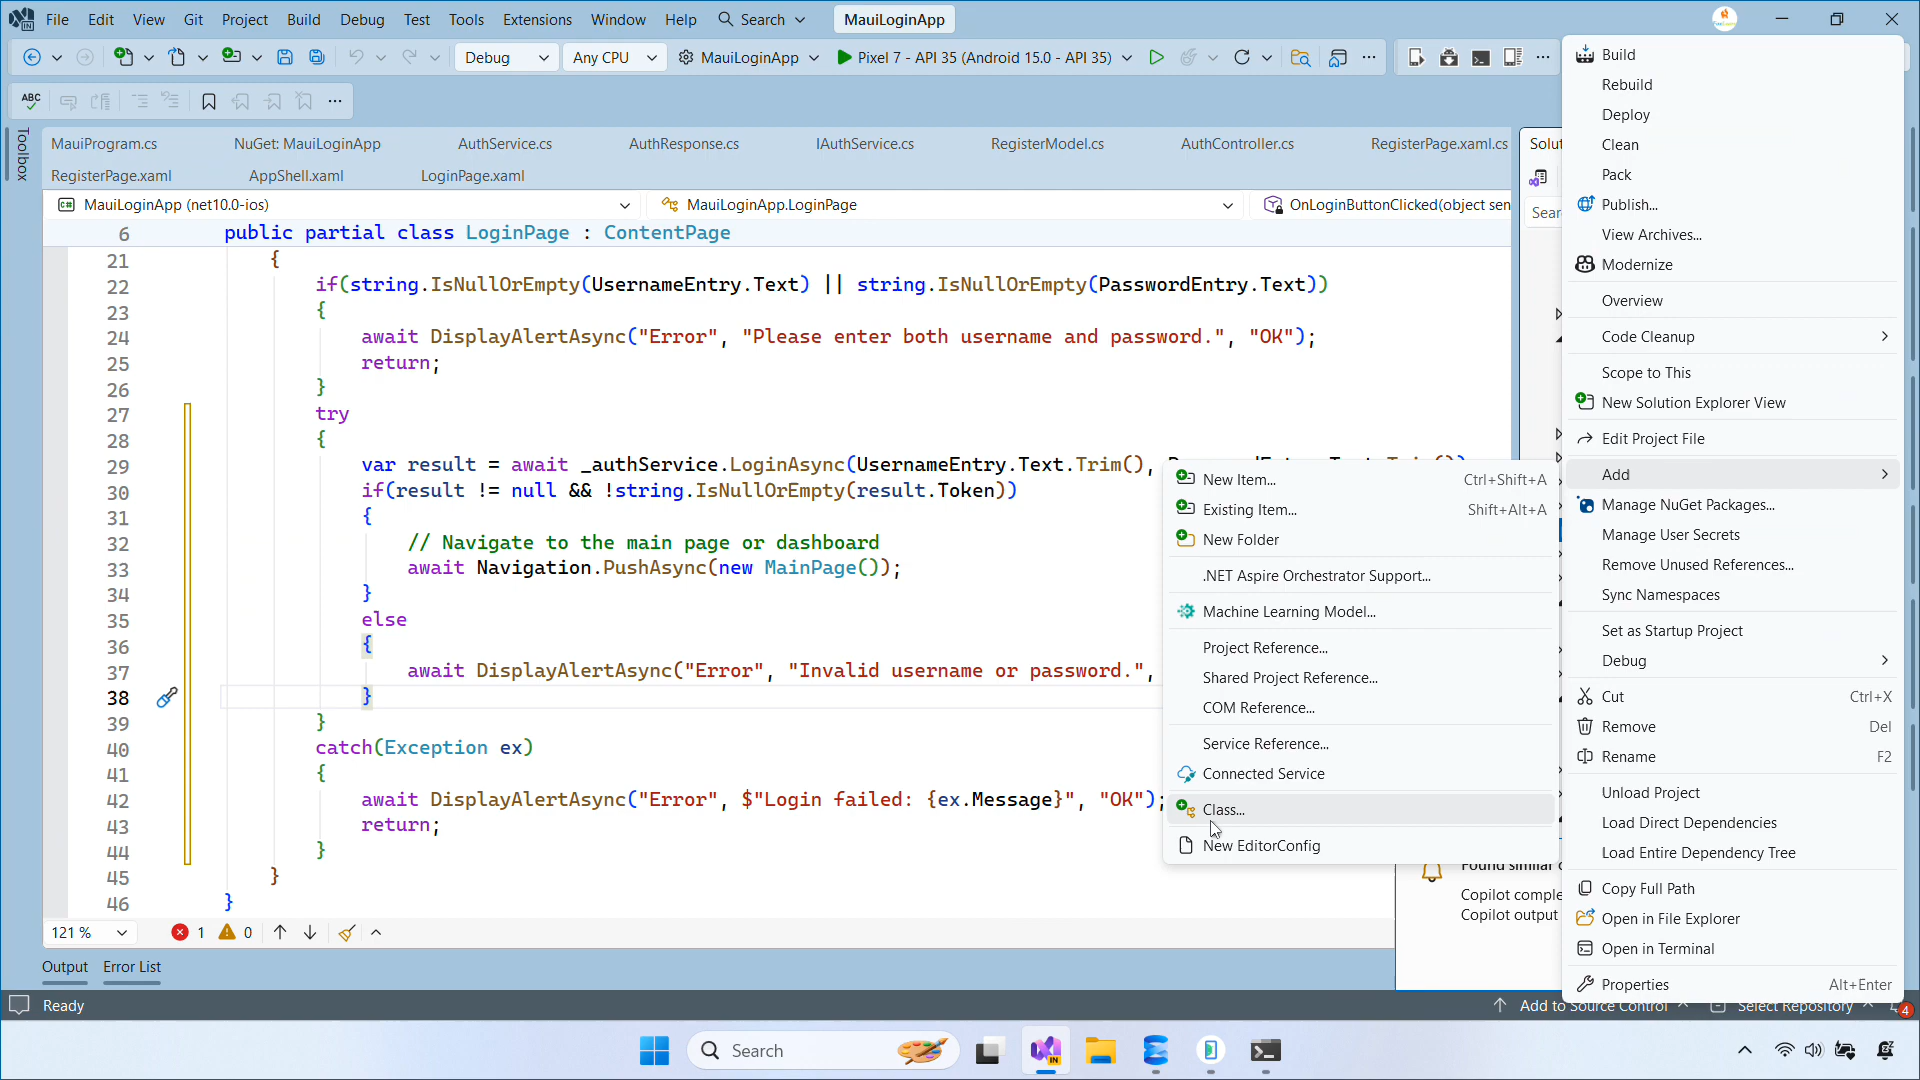 File Edit View Git Project Build Debug Test Tools Extensions Window Help Search MauiLoginApp
Debug Any CPU MauiLoginApp Pixel 7 - API 35 (Android 15.0 - API 35)
ABC
Toolbox
MauiProgram.cs NuGet: MauiLoginApp AuthService.cs AuthResponse.cs IAuthService.cs RegisterModel.cs AuthController.cs RegisterPage.xaml.cs
RegisterPage.xaml AppShell.xaml LoginPage.xaml
MauiLoginApp (net10.0-ios) MauiLoginApp.LoginPage OnLoginButtonClicked(object sen
6 public partial class LoginPage : ContentPage
21 {
22 if(string.IsNullOrEmpty(UsernameEntry.Text) || string.IsNullOrEmpty(PasswordEntry.Text))
23 {
24 await DisplayAlertAsync("Error", "Please enter both username and password.", "OK");
25 return;
26 }
27 try
28 {
29 var result = await _authService.LoginAsync(UsernameEntry.Text.Trim(),
30 if(result != null && !string.IsNullOrEmpty(result.Token))
31 {
32 // Navigate to the main page or dashboard
33 await Navigation.PushAsync(new MainPage());
34 }
35 else
36 {
37 await DisplayAlertAsync("Error", "Invalid username or password.",
38 }
39 }
40 catch(Exception ex)
41 {
42 await DisplayAlertAsync("Error", $"Login failed: {ex.Message}", "OK");
43 return;
44 }
45 }
46 }
121 % 1 0
Output Error List
Ready
Add to Source Control Select Repository 4
Solut
Sear
New Item... Ctrl+Shift+A
Existing Item... Shift+Alt+A
New Folder
.NET Aspire Orchestrator Support...
Machine Learning Model...
Project Reference...
Shared Project Reference...
COM Reference...
Service Reference...
Connected Service
Class...
New EditorConfig
Found similar
Copilot comple
Copilot output
Build
Rebuild
Deploy
Clean
Pack
Publish...
View Archives...
Modernize
Overview
Code Cleanup
Scope to This
New Solution Explorer View
Edit Project File
Add
Manage NuGet Packages...
Manage User Secrets
Remove Unused References...
Sync Namespaces
Set as Startup Project
Debug
Cut Ctrl+X
Remove Del
Rename F2
Unload Project
Load Direct Dependencies
Load Entire Dependency Tree
Copy Full Path
Open in File Explorer
Open in Terminal
Properties Alt+Enter
Search